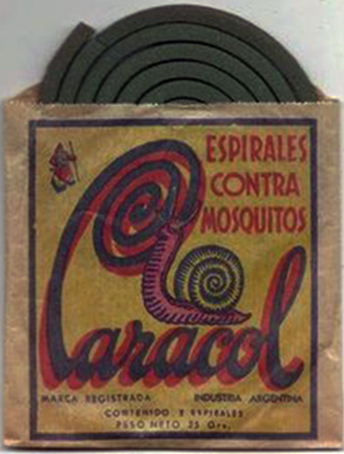 ESPIRALES
CONTRA
MOSQUITOS
Caracol
MARCA REGISTRADA INDUSTRIA ARGENTINA
CONTENIDO 2 ESPIRALES
PESO NETO 25 Grs.